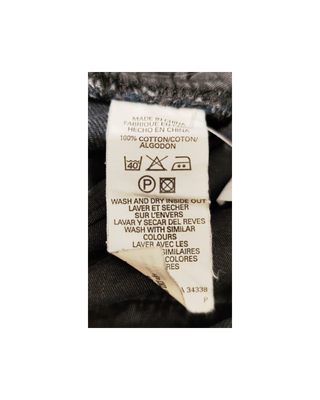 MADE IN CHINA
FABRIQUE EN CHINE
HECHO EN CHINA
100% COTTON/COTON/
ALGODON
40
P
WASH AND DRY INSIDE OUT
LAVER ET SECHER
SUR L'ENVERS
LAVAR Y SECAR DEL REVES
WASH WITH SIMILAR
COLOURS
LAVER AVEC LES
SIMILAIRES
RES
A 34338
P